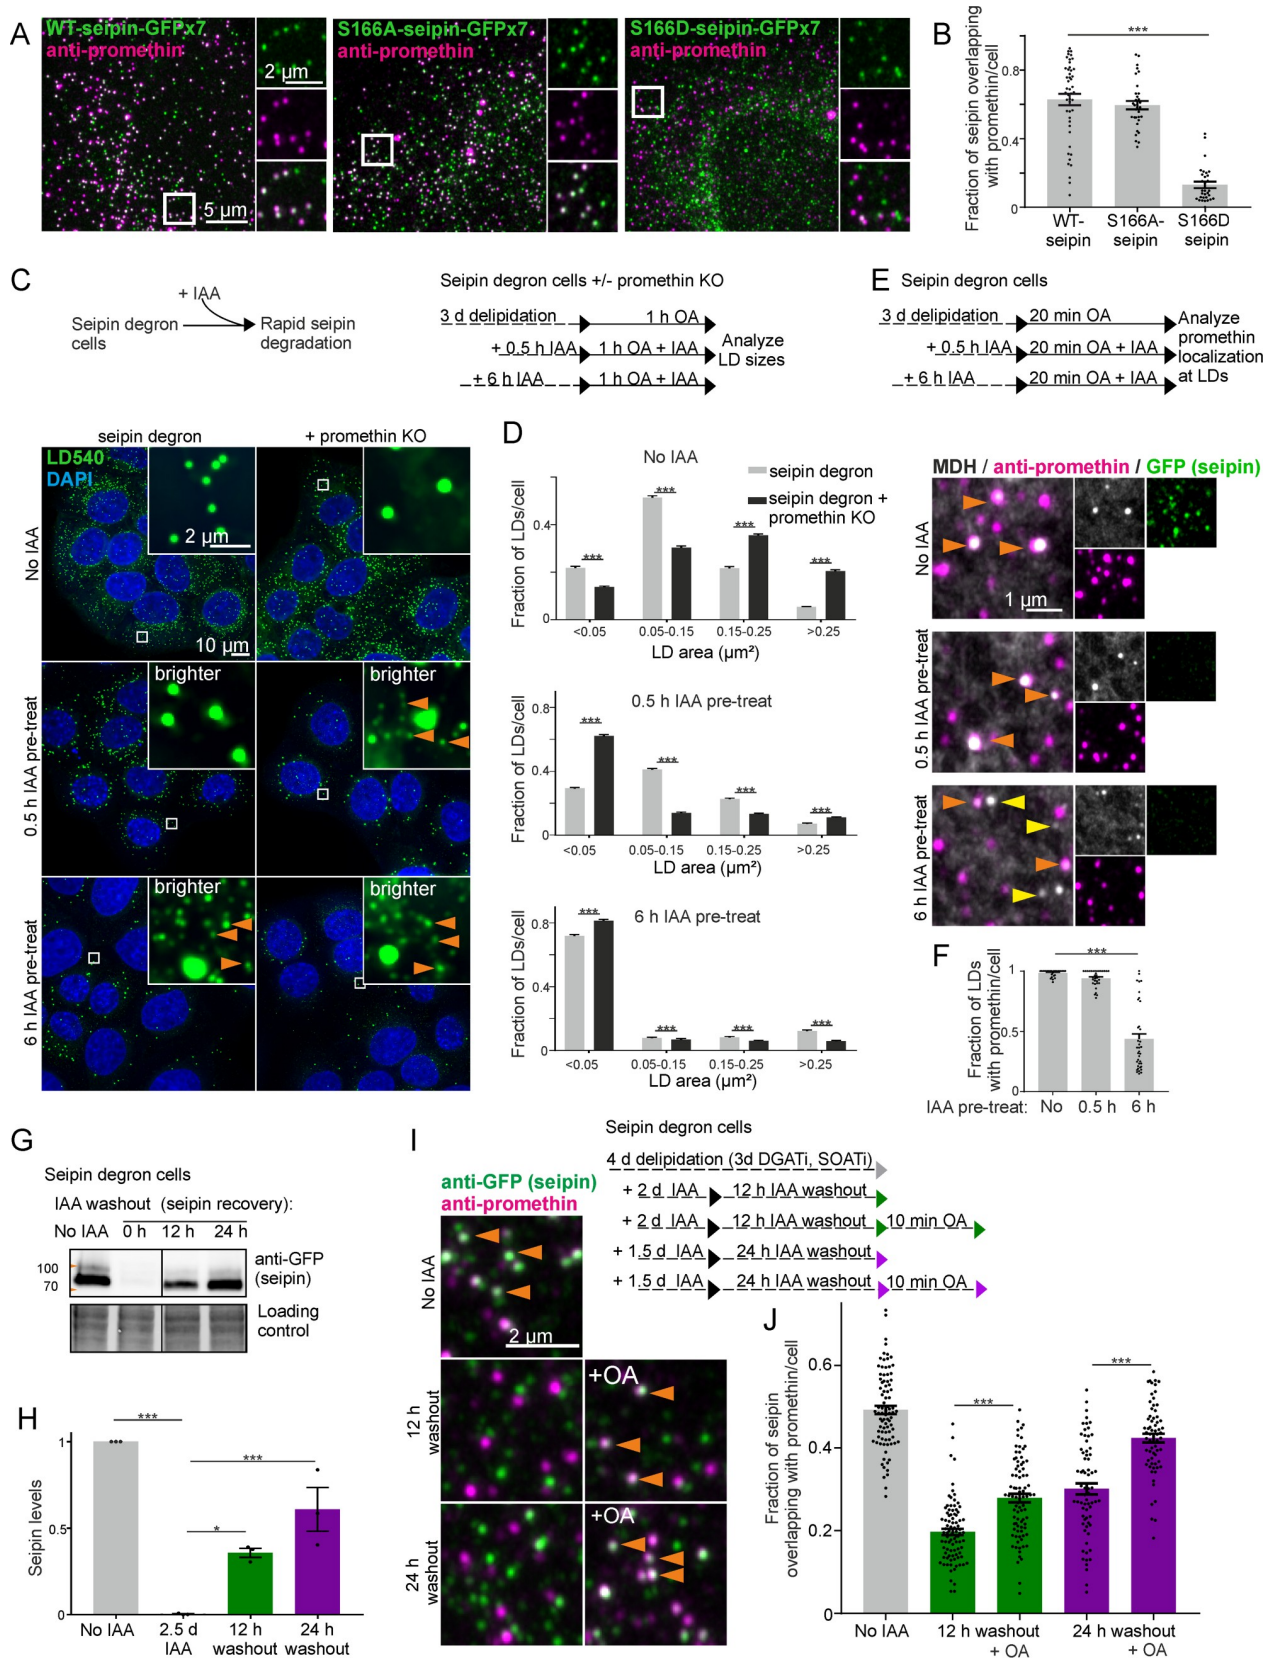 A
WT-seipin-GFPx7
anti-promethin
2 µm
5 µm
S166A-seipin-GFPx7
anti-promethin
S166D-seipin-GFPx7
anti-promethin
B
***
Fraction of seipin overlapping
with promethin/cell
0.8
0.4
0
WT-
seipin
S166A-
seipin
S166D
seipin
C
+ IAA
Seipin degron
cells
Rapid seipin
degradation
Seipin degron cells +/- promethin KO
3 d delipidation
1 h OA
+ 0.5 h IAA
1 h OA + IAA
+ 6 h IAA
1 h OA + IAA
Analyze
LD sizes
seipin degron
+ promethin KO
LD540
DAPI
2 µm
10 µm
No IAA
brighter
brighter
0.5 h IAA pre-treat
brighter
brighter
6 h IAA pre-treat
D
No IAA
seipin degron
seipin degron +
promethin KO
Fraction of LDs/cell
0.4
0
***
***
***
***
<0.05
0.05-0.15
0.15-0.25
>0.25
LD area (µm²)
0.5 h IAA pre-treat
Fraction of LDs/cell
0.8
0.4
0
***
***
***
***
<0.05
0.05-0.15
0.15-0.25
>0.25
LD area (µm²)
6 h IAA pre-treat
Fraction of LDs/cell
0.8
0.4
0
***
***
***
***
<0.05
0.05-0.15
0.15-0.25
>0.25
LD area (µm²)
E
Seipin degron cells
3 d delipidation
20 min OA
+ 0.5 h IAA
20 min OA + IAA
+ 6 h IAA
20 min OA + IAA
Analyze
promethin
localization
at LDs
MDH / anti-promethin / GFP (seipin)
No IAA
1 µm
0.5 h IAA pre-treat
6 h IAA pre-treat
F
***
Fraction of LDs
with promethin/cell
1
0.5
0
IAA pre-treat:
No
0.5 h
6 h
G
Seipin degron cells
IAA washout (seipin recovery):
No IAA
0 h
12 h
24 h
100
70
anti-GFP
(seipin)
Loading
control
H
***
***
*
Seipin levels
1
0.5
0
No IAA
2.5 d
IAA
12 h
washout
24 h
washout
I
Seipin degron cells
4 d delipidation (3d DGATi, SOATi)
+ 2 d IAA
12 h IAA washout
+ 2 d IAA
12 h IAA washout
10 min OA
+ 1.5 d IAA
24 h IAA washout
+ 1.5 d IAA
24 h IAA washout
10 min OA
anti-GFP (seipin)
anti-promethin
No IAA
2 µm
12 h
washout
+OA
24 h
washout
+OA
J
***
***
Fraction of seipin
overlapping with promethin/cell
0.6
0.4
0.2
0
No IAA
12 h washout
+ OA
24 h washout
+ OA